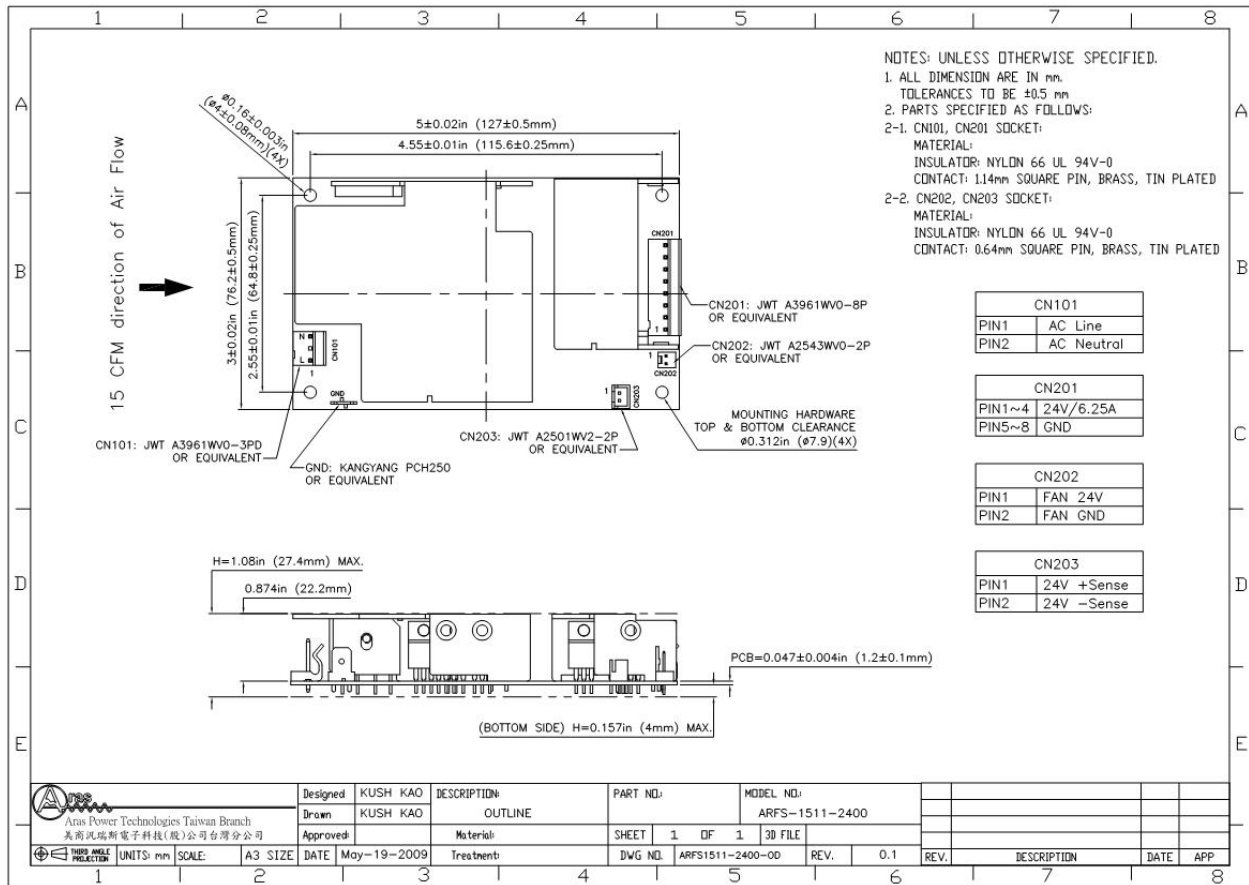 1 2 3 4 5 6 7 8
A
B
C
D
E
A
B
C
D
E
NOTES: UNLESS OTHERWISE SPECIFIED.
1. ALL DIMENSION ARE IN mm.
TOLERANCES TO BE ±0.5 mm
2. PARTS SPECIFIED AS FOLLOWS:
2-1. CN101, CN201 SOCKET:
MATERIAL:
INSULATOR: NYLON 66 UL 94V-0
CONTACT: 1.14mm SQUARE PIN, BRASS, TIN PLATED
2-2. CN202, CN203 SOCKET:
MATERIAL:
INSULATOR: NYLON 66 UL 94V-0
CONTACT: 0.64mm SQUARE PIN, BRASS, TIN PLATED
15 CFM direction of Air Flow
ø0.16±0.003in
(ø4±0.08mm)(4X)
5±0.02in (127±0.5mm)
4.55±0.01in (115.6±0.25mm)
3±0.02in (76.2±0.5mm)
2.55±0.01in (64.8±0.25mm)
CN201
1
N
L
CN101
1
GND
1
CN202
1
CN203
CN201: JWT A3961WV0-8P
OR EQUIVALENT
CN202: JWT A2543WV0-2P
OR EQUIVALENT
MOUNTING HARDWARE
TOP & BOTTOM CLEARANCE
ø0.312in (ø7.9)(4X)
CN203: JWT A2501WV2-2P
OR EQUIVALENT
CN101: JWT A3961WV0-3PD
OR EQUIVALENT
GND: KANGYANG PCH250
OR EQUIVALENT
CN101
PIN1 AC Line
PIN2 AC Neutral
CN201
PIN1~4 24V/6.25A
PIN5~8 GND
CN202
PIN1 FAN 24V
PIN2 FAN GND
CN203
PIN1 24V +Sense
PIN2 24V -Sense
H=1.08in (27.4mm) MAX.
0.874in (22.2mm)
PCB=0.047±0.004in (1.2±0.1mm)
(BOTTOM SIDE) H=0.157in (4mm) MAX.
Aras
Aras Power Technologies Taiwan Branch
美商汎瑞斯電子科技(股)公司台灣分公司
THIRD ANGLE PROJECTION UNITS: mm SCALE: A3 SIZE
Designed KUSH KAO
Drawn KUSH KAO
Approved:
DATE May-19-2009
DESCRIPTION:
OUTLINE
Material:
Treatment:
PART NO.: MODEL NO.:
ARFS-1511-2400
SHEET 1 OF 1 3D FILE
DWG NO. ARFS1511-2400-OD REV. 0.1
REV. DESCRIPTION DATE APP
1 2 3 4 5 6 7 8